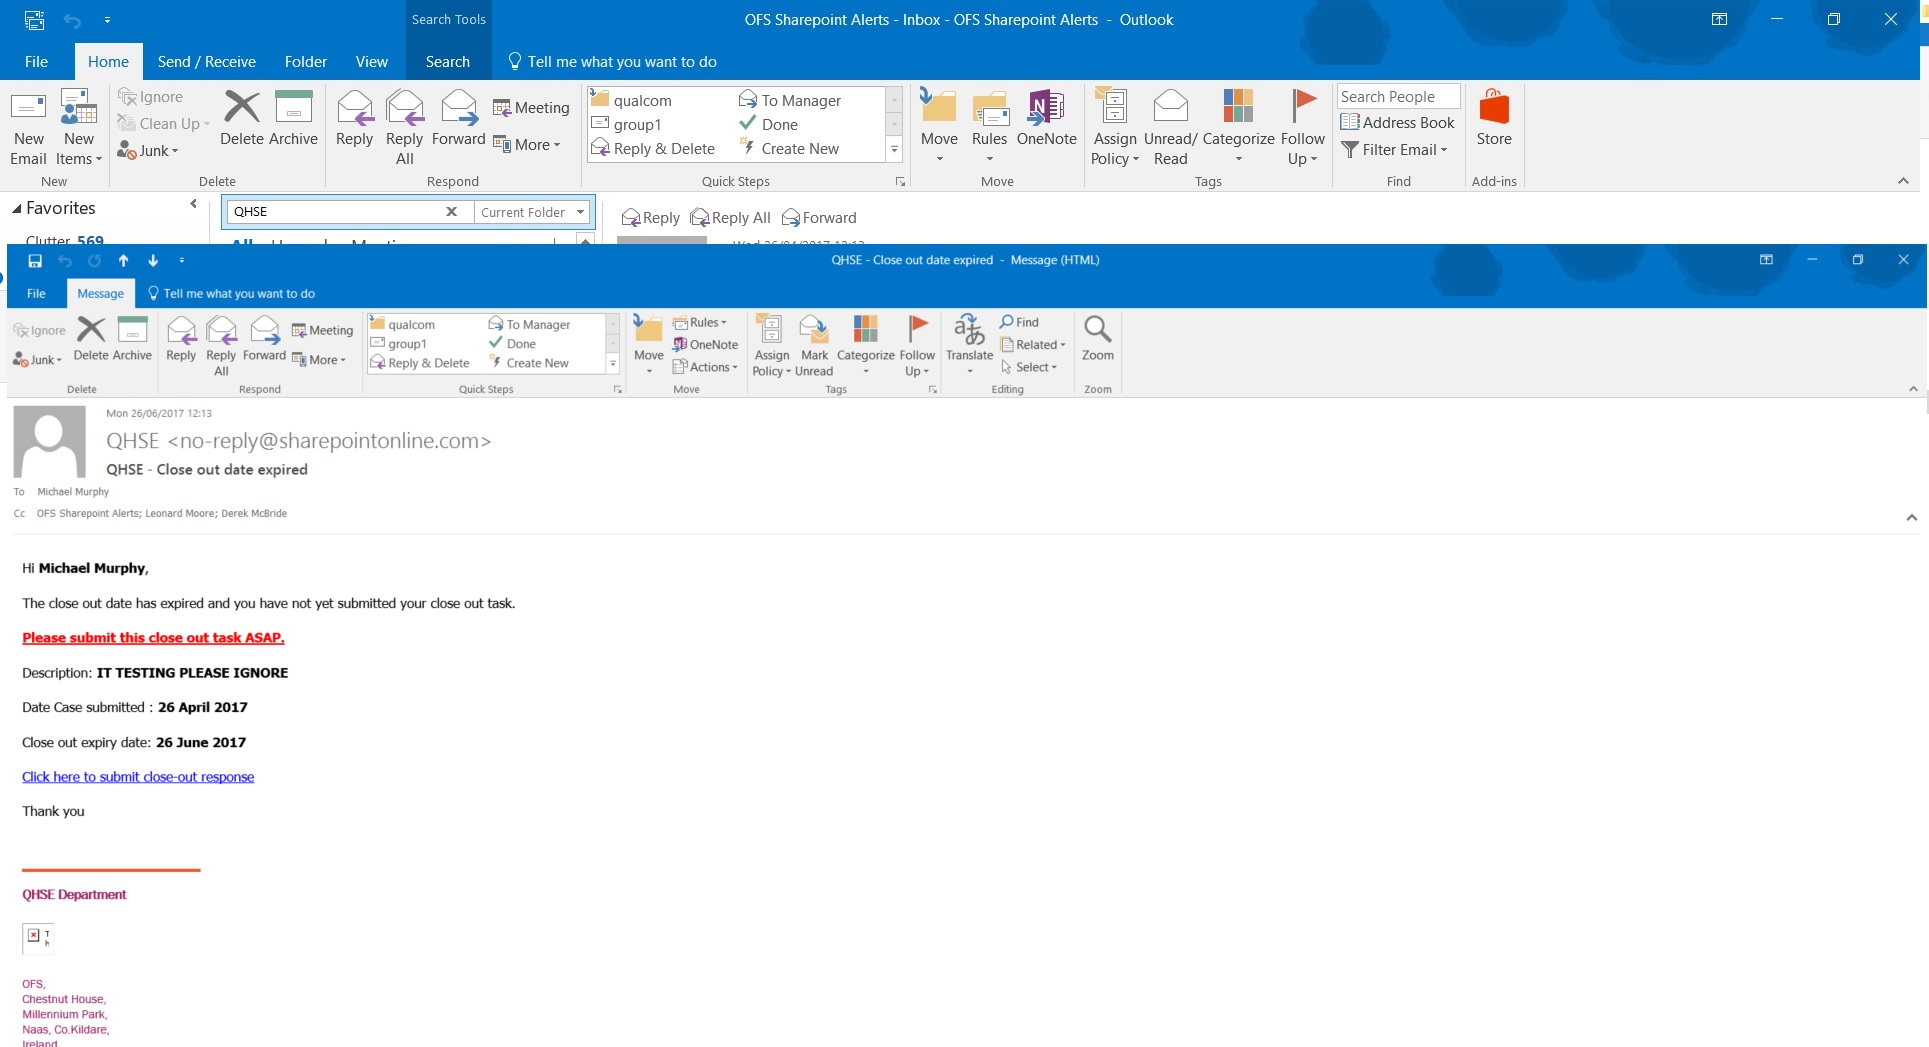 Search Tools
OFS Sharepoint Alerts - Inbox - OFS Sharepoint Alerts - Outlook
File Home Send / Receive Folder View Search Tell me what you want to do
New Email
New Items
Ignore
Clean Up
Junk
Delete
Archive
Reply
Reply All
Forward
Meeting
More
qualcom
group1
Reply & Delete
To Manager
Done
Create New
Move
Rules
OneNote
Assign Policy
Unread/ Read
Categorize
Follow Up
Search People
Address Book
Filter Email
Store
New Delete Respond Quick Steps Move Tags Find Add-ins
Favorites
QHSE
Current Folder
Reply Reply All Forward
Clutter 569
QHSE - Close out date expired - Message (HTML)
File Message Tell me what you want to do
Ignore
Junk
Delete
Archive
Reply
Reply All
Forward
Meeting
More
qualcom
group1
Reply & Delete
To Manager
Done
Create New
Move
Rules
OneNote
Actions
Assign Policy
Mark Unread
Categorize
Follow Up
Translate
Find
Related
Select
Zoom
Delete Respond Quick Steps Move Tags Editing Zoom
Mon 26/06/2017 12:13
QHSE <no-reply@sharepointonline.com>
QHSE - Close out date expired
To Michael Murphy
Cc OFS Sharepoint Alerts; Leonard Moore; Derek McBride
Hi Michael Murphy,
The close out date has expired and you have not yet submitted your close out task.
Please submit this close out task ASAP.
Description: IT TESTING PLEASE IGNORE
Date Case submitted : 26 April 2017
Close out expiry date: 26 June 2017
Click here to submit close-out response
Thank you
QHSE Department
OFS,
Chestnut House,
Millennium Park,
Naas, Co.Kildare,
Ireland